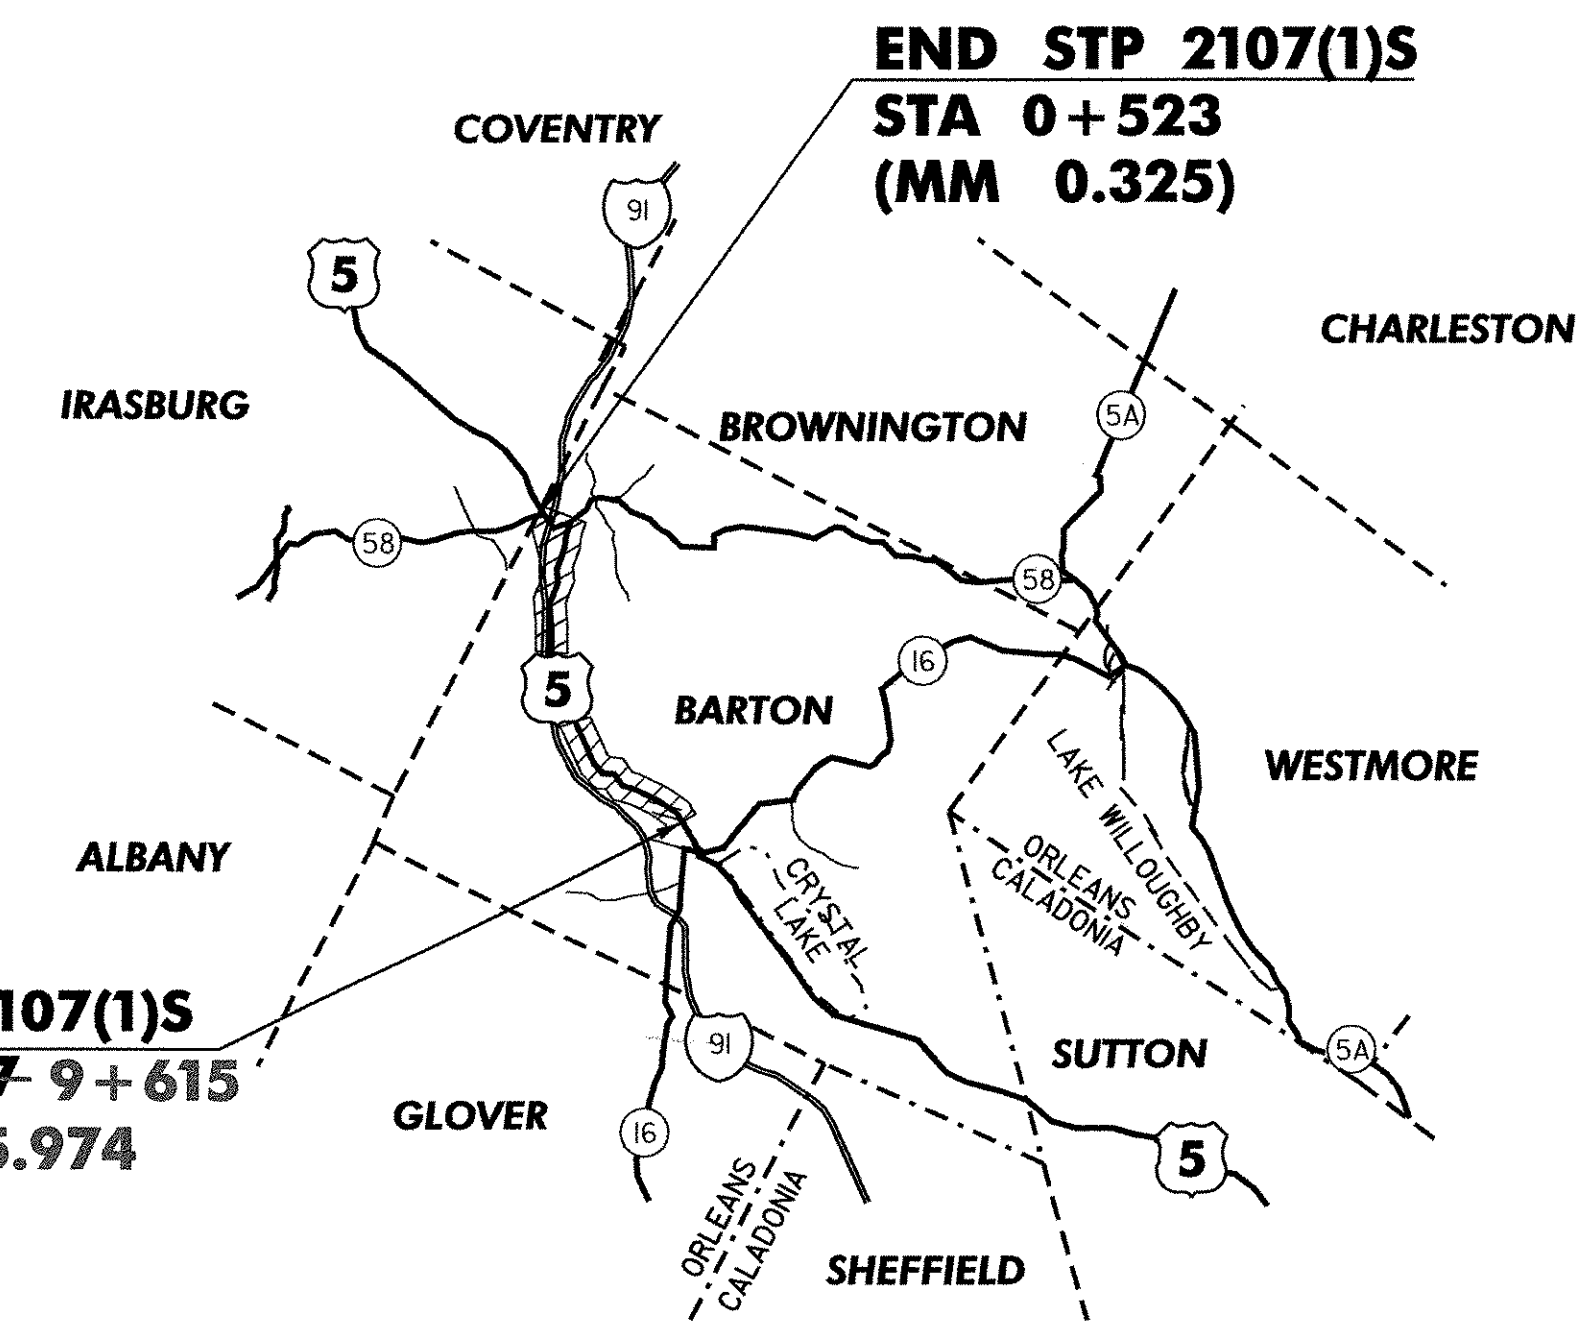 END STP 2107(1)S
STA 0+523
(MM 0.325)
COVENTRY
91
5
CHARLESTON
IRASBURG
5A
BROWNINGTON
58
58
16
5
BARTON
WESTMORE
LAKE WILLOUGHBY
ALBANY
ORLEANS
CALADONIA
CRYSTAL
LAKE
107(1)S
9+615
.974
91
SUTTON
5A
GLOVER
16
5
ORLEANS
CALADONIA
SHEFFIELD